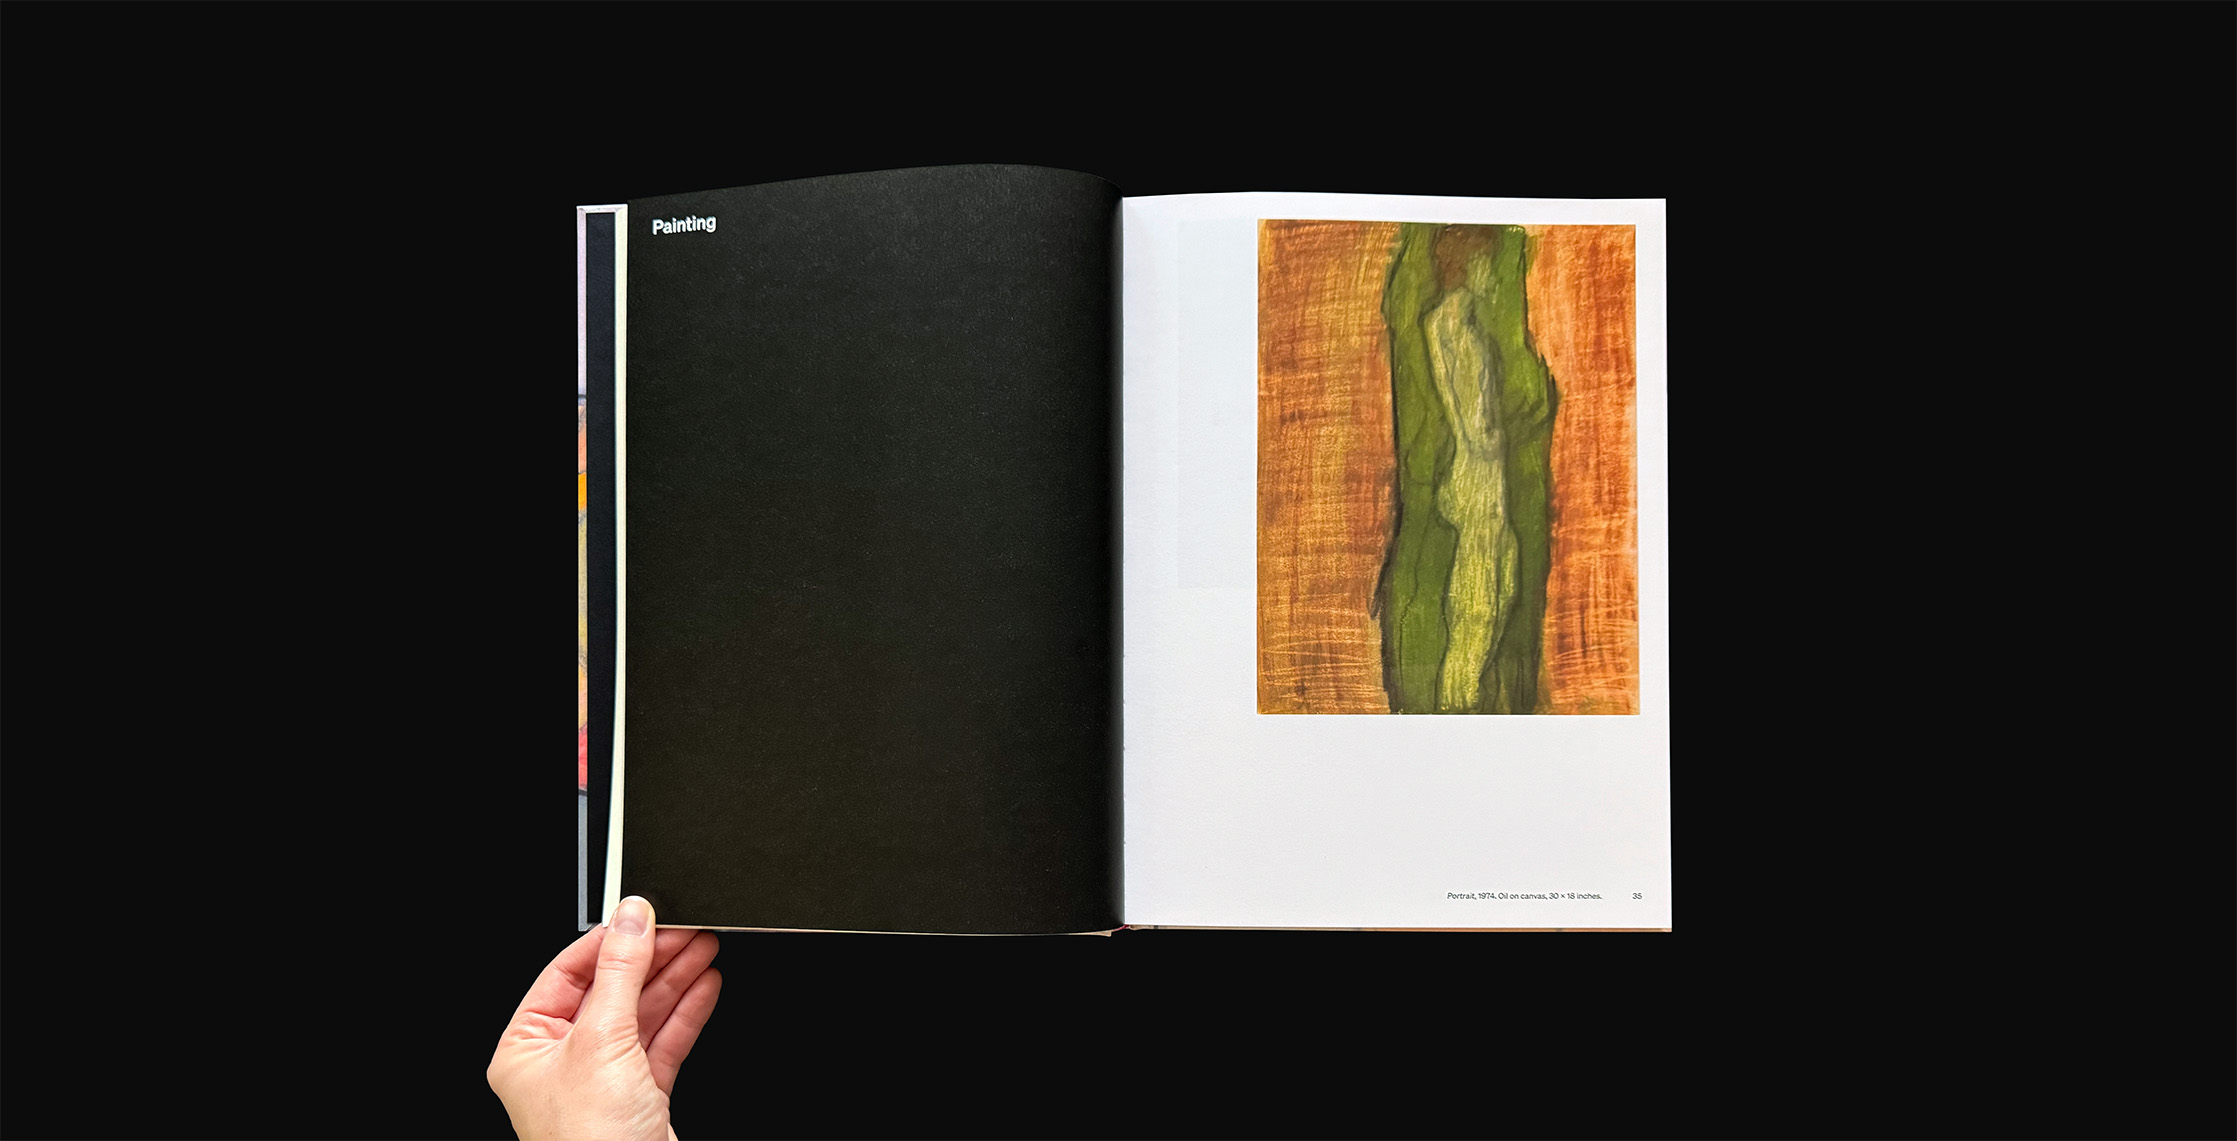 Painting
Portrait, 1974. Oil on canvas, 30 × 18 inches.
35